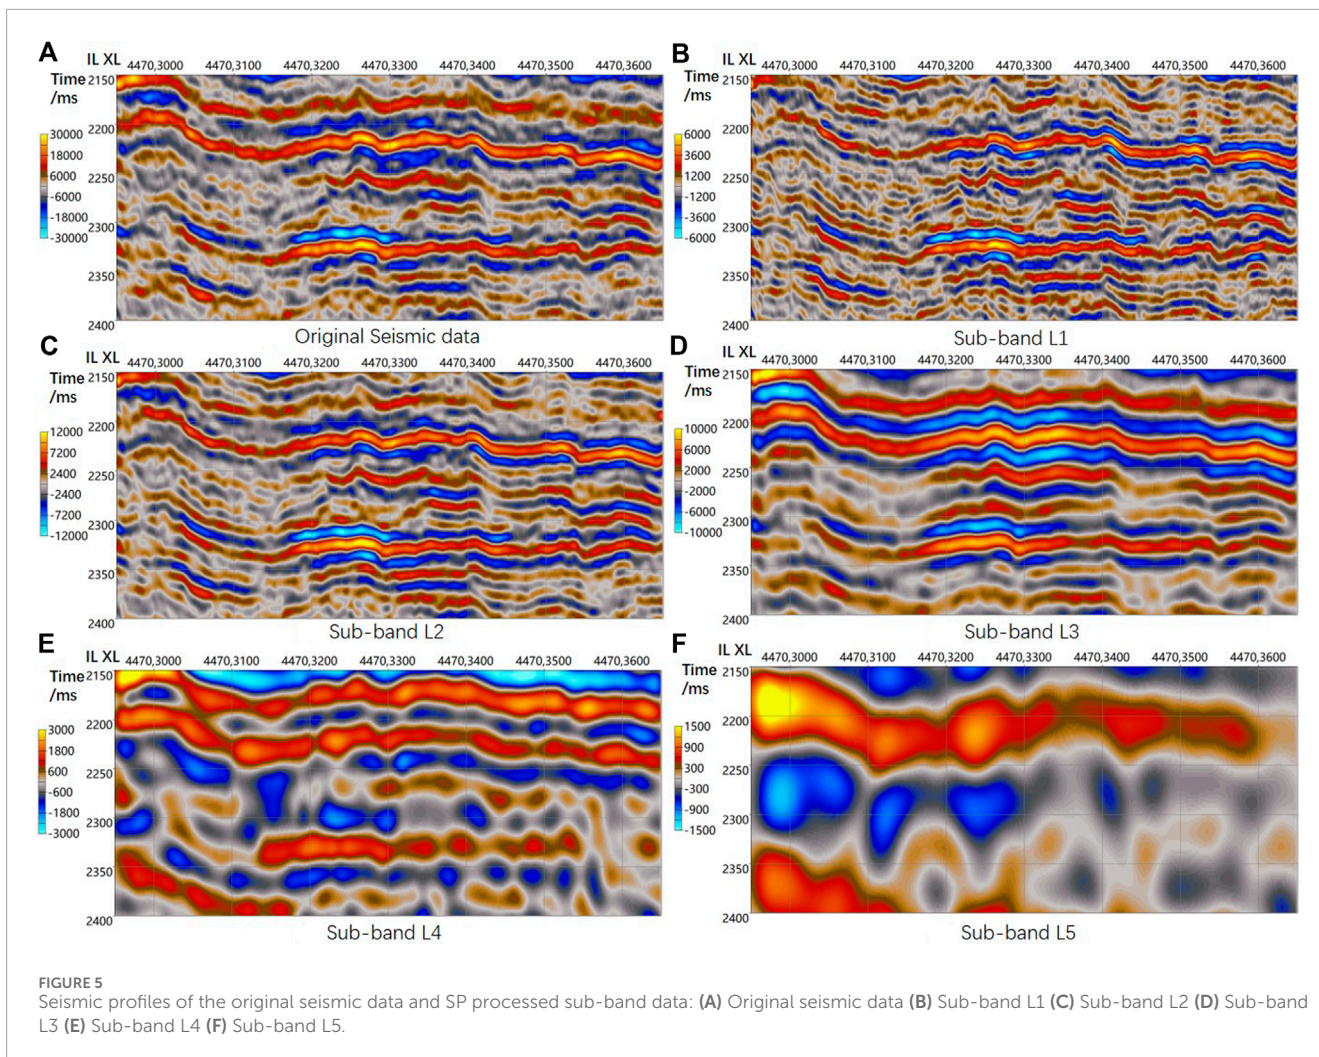 A
IL XL 4470,3000 4470,3100 4470,3200 4470,3300 4470,3400 4470,3500 4470,3600
Time
/ms
2150
2200
2250
2300
2350
2400
30000
18000
6000
-6000
-18000
-30000
Original Seismic data
B
IL XL 4470,3000 4470,3100 4470,3200 4470,3300 4470,3400 4470,3500 4470,3600
Time
/ms
2150
2200
2250
2300
2350
2400
6000
3600
1200
-1200
-3600
-6000
Sub-band L1
C
IL XL 4470,3000 4470,3100 4470,3200 4470,3300 4470,3400 4470,3500 4470,3600
Time
/ms
2150
2200
2250
2300
2350
2400
12000
7200
2400
-2400
-7200
-12000
Sub-band L2
D
IL XL 4470,3000 4470,3100 4470,3200 4470,3300 4470,3400 4470,3500 4470,3600
Time
/ms
2150
2200
2250
2300
2350
2400
10000
6000
2000
-2000
-6000
-10000
Sub-band L3
E
IL XL 4470,3000 4470,3100 4470,3200 4470,3300 4470,3400 4470,3500 4470,3600
Time
/ms
2150
2200
2250
2300
2350
2400
3000
1800
600
-600
-1800
-3000
Sub-band L4
F
IL XL 4470,3000 4470,3100 4470,3200 4470,3300 4470,3400 4470,3500 4470,3600
Time
/ms
2150
2200
2250
2300
2350
2400
1500
900
300
-300
-900
-1500
Sub-band L5
FIGURE 5
Seismic profiles of the original seismic data and SP processed sub-band data: (A) Original seismic data (B) Sub-band L1 (C) Sub-band L2 (D) Sub-band
L3 (E) Sub-band L4 (F) Sub-band L5.